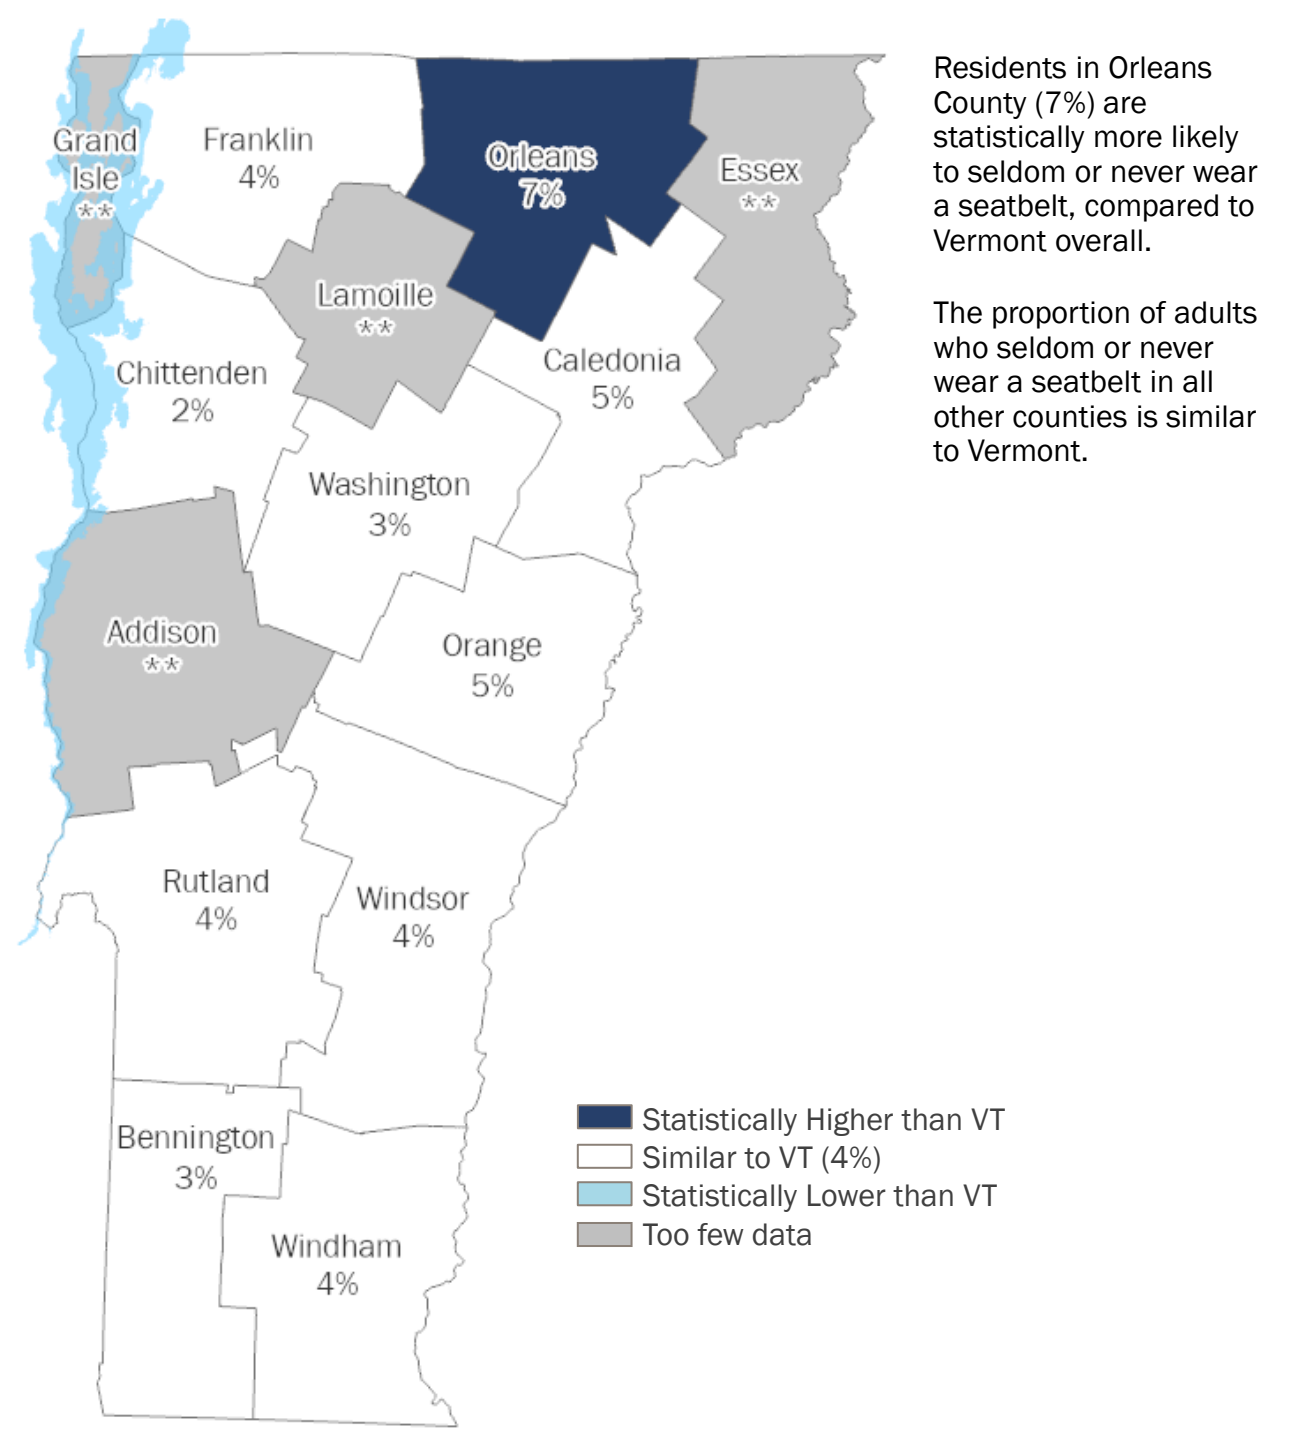 Residents in Orleans
County (7%) are
statistically more likely
to seldom or never wear
a seatbelt, compared to
Vermont overall.
The proportion of adults
who seldom or never
wear a seatbelt in all
other counties is similar
to Vermont.
Grand
Isle
**
Franklin
4%
Orleans
7%
Essex
**
Lamoille
**
Chittenden
2%
Caledonia
5%
Washington
3%
Addison
**
Orange
5%
Rutland
4%
Windsor
4%
Bennington
3%
Windham
4%
Statistically Higher than VT
Similar to VT (4%)
Statistically Lower than VT
Too few data